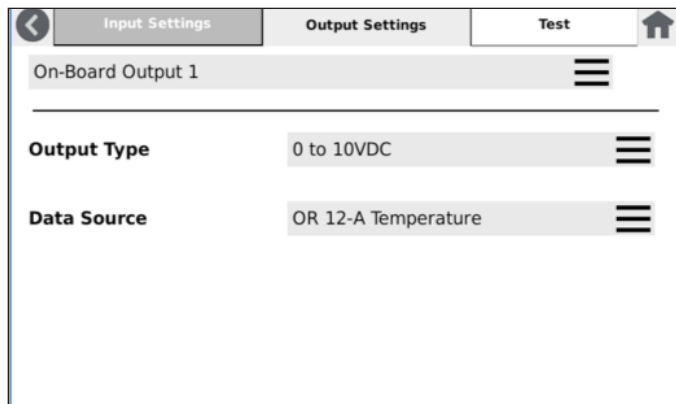 Input Settings
Output Settings
Test
On-Board Output 1
Output Type
0 to 10VDC
Data Source
OR 12-A Temperature